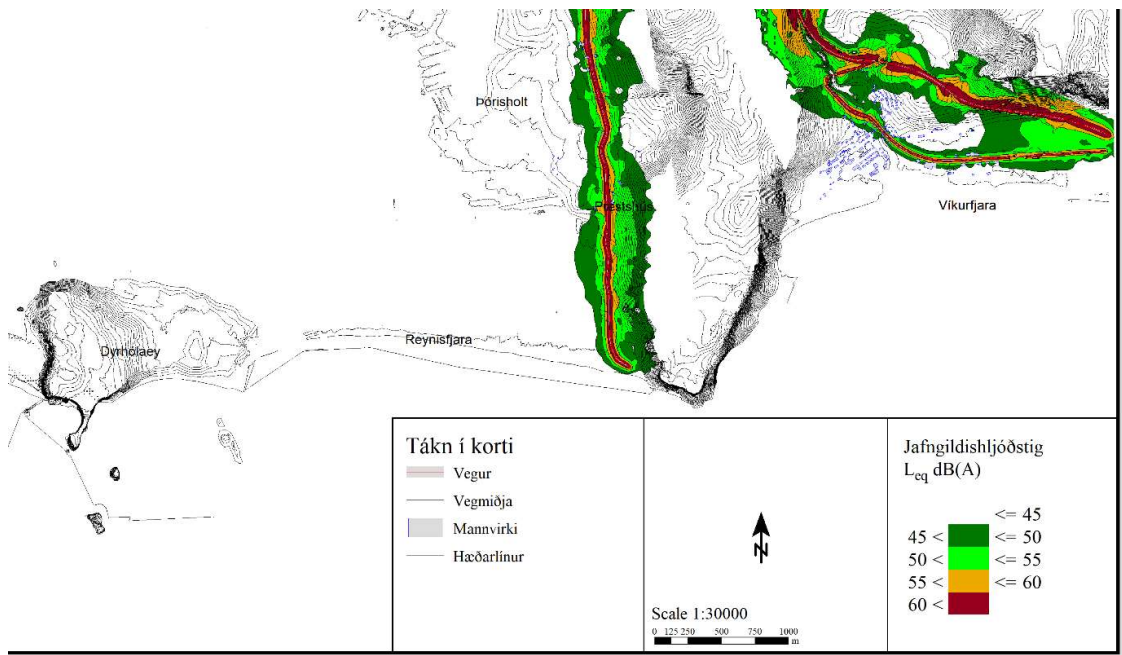 Þórisholt
Prestshús
Víkurfjara
Reynisfjara
Dyrhólaey
Tákn í korti
Vegur
Vegmiðja
Mannvirki
Hæðarlínur
N
Scale 1:30000
0 125 250 500 750 1000
m
Jafngildishljóðstig
Leq dB(A)
<= 45
45 < <= 50
50 < <= 55
55 < <= 60
60 <